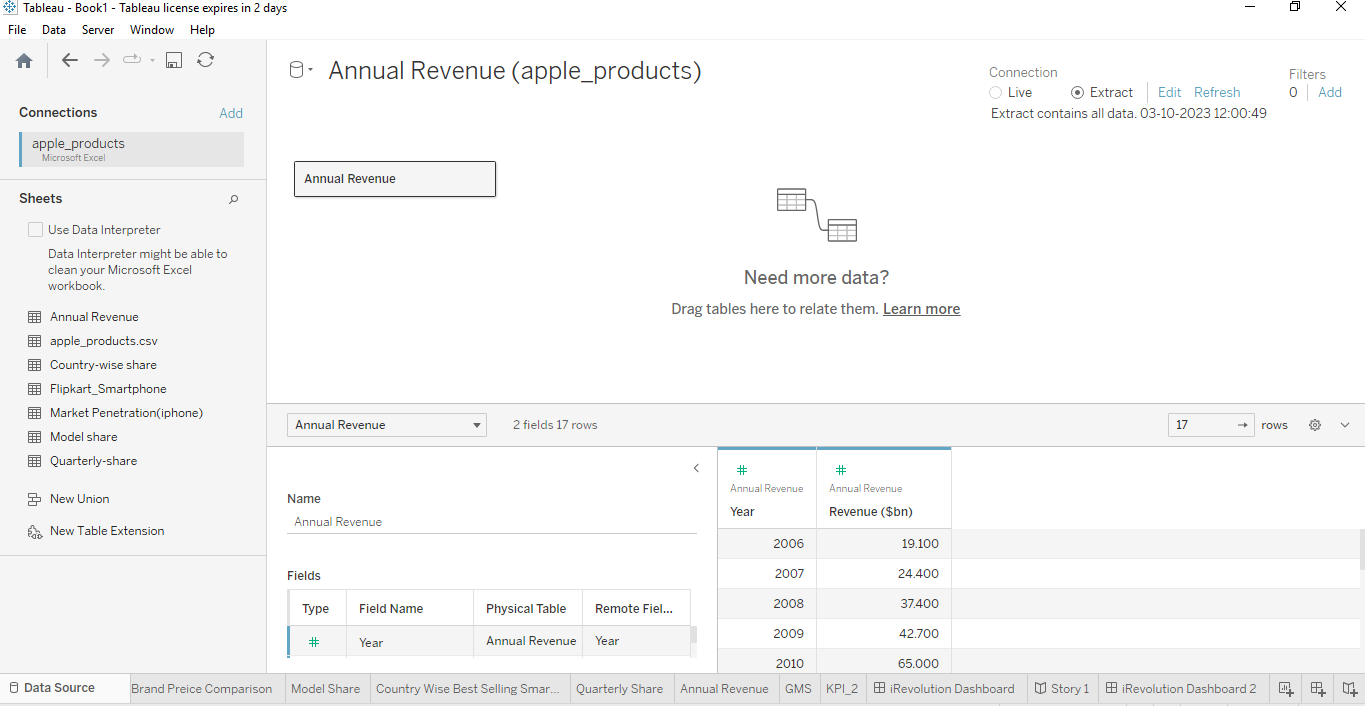 Tableau - Book1 - Tableau license expires in 2 days
File Data Server Window Help
Annual Revenue (apple_products)
Connection
Live Extract Edit Refresh
Extract contains all data. 03-10-2023 12:00:49
Filters
0 Add
Connections Add
apple_products
Microsoft Excel
Sheets
Use Data Interpreter
Data Interpreter might be able to
clean your Microsoft Excel
workbook.
Annual Revenue
apple_products.csv
Country-wise share
Flipkart_Smartphone
Market Penetration(iphone)
Model share
Quarterly-share
New Union
New Table Extension
Annual Revenue
Need more data?
Drag tables here to relate them. Learn more
Annual Revenue 2 fields 17 rows 17 → rows
Name
Annual Revenue
Fields
Type Field Name Physical Table Remote Fiel...
# Year Annual Revenue Year
# #
Annual Revenue Annual Revenue
Year Revenue ($bn)
2006 19.100
2007 24.400
2008 37.400
2009 42.700
2010 65.000
Data Source Brand Preice Comparison Model Share Country Wise Best Selling Smar... Quarterly Share Annual Revenue GMS KPI_2 iRevolution Dashboard Story 1 iRevolution Dashboard 2